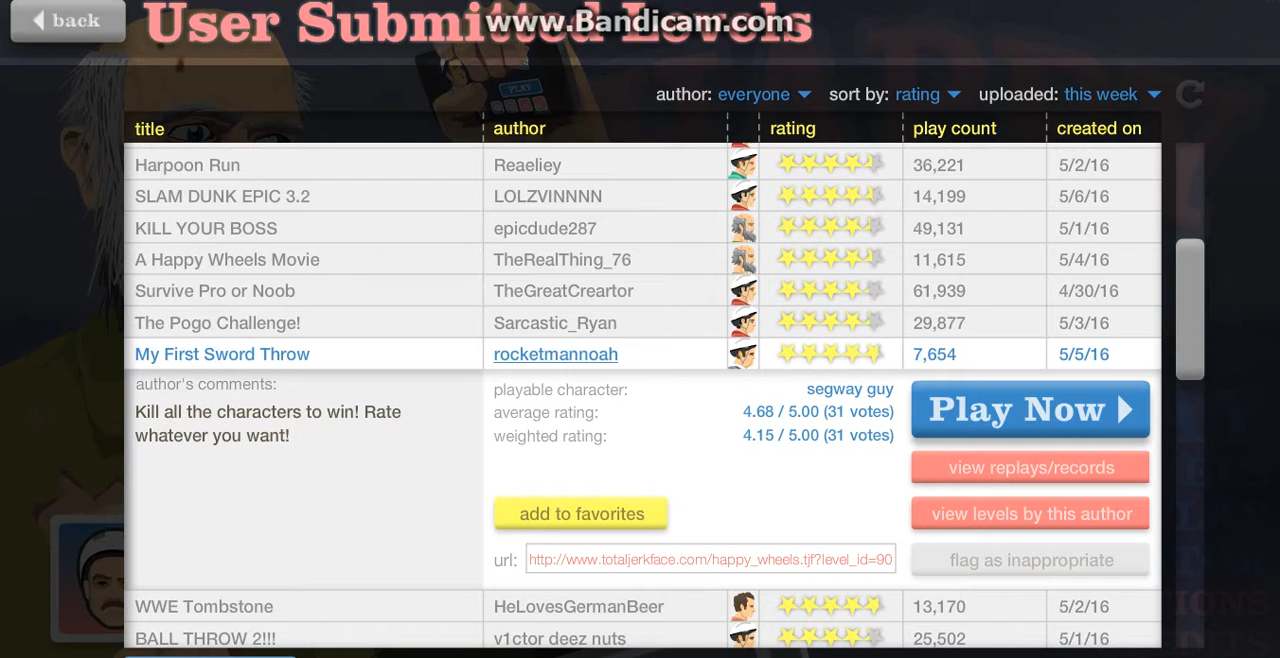 back
User Submitted Levels
www.Bandicam.com
author: everyone sort by: rating uploaded: this week
title author rating play count created on
Harpoon Run Reaeliey 36,221 5/2/16
SLAM DUNK EPIC 3.2 LOLZVINNNN 14,199 5/6/16
KILL YOUR BOSS epicdude287 49,131 5/1/16
A Happy Wheels Movie TheRealThing_76 11,615 5/4/16
Survive Pro or Noob TheGreatCreartor 61,939 4/30/16
The Pogo Challenge! Sarcastic_Ryan 29,877 5/3/16
My First Sword Throw rocketmannoah 7,654 5/5/16
author's comments:
Kill all the characters to win! Rate
whatever you want!
playable character: segway guy
average rating: 4.68 / 5.00 (31 votes)
weighted rating: 4.15 / 5.00 (31 votes)
add to favorites
url: http://www.totaljerkface.com/happy_wheels.tjf?level_id=90
Play Now
view replays/records
view levels by this author
flag as inappropriate
WWE Tombstone HeLovesGermanBeer 13,170 5/2/16
BALL THROW 2!!! v1ctor deez nuts 25,502 5/1/16